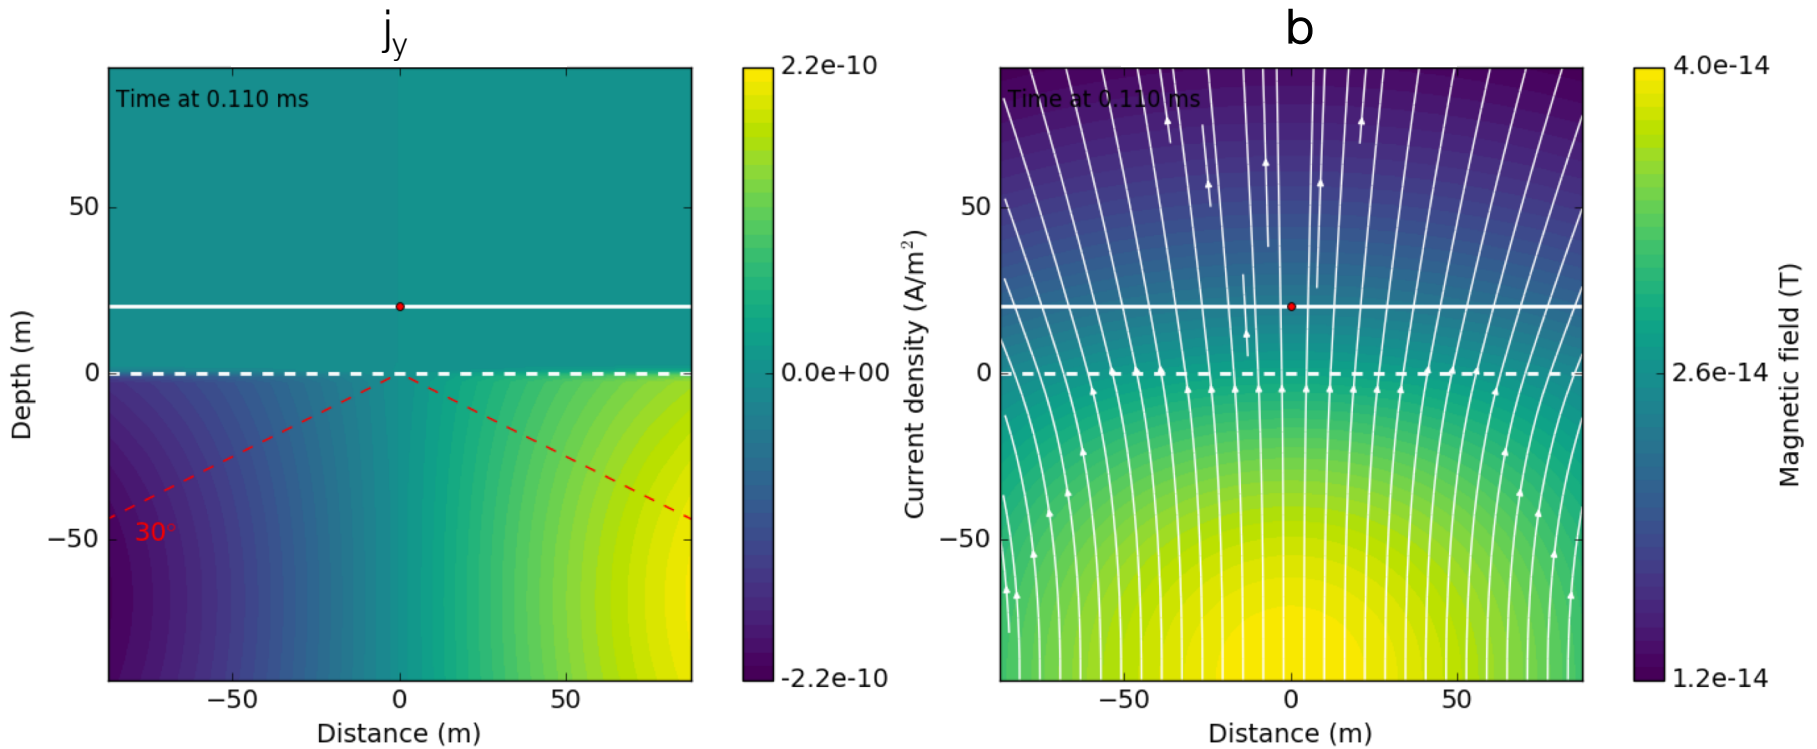 j_y
Time at 0.110 ms
50
0
−50
Depth (m)
30°
−50
0
50
Distance (m)
2.2e-10
0.0e+00
-2.2e-10
Current density (A/m²)
b
Time at 0.110 ms
50
0
−50
−50
0
50
Distance (m)
4.0e-14
2.6e-14
1.2e-14
Magnetic field (T)